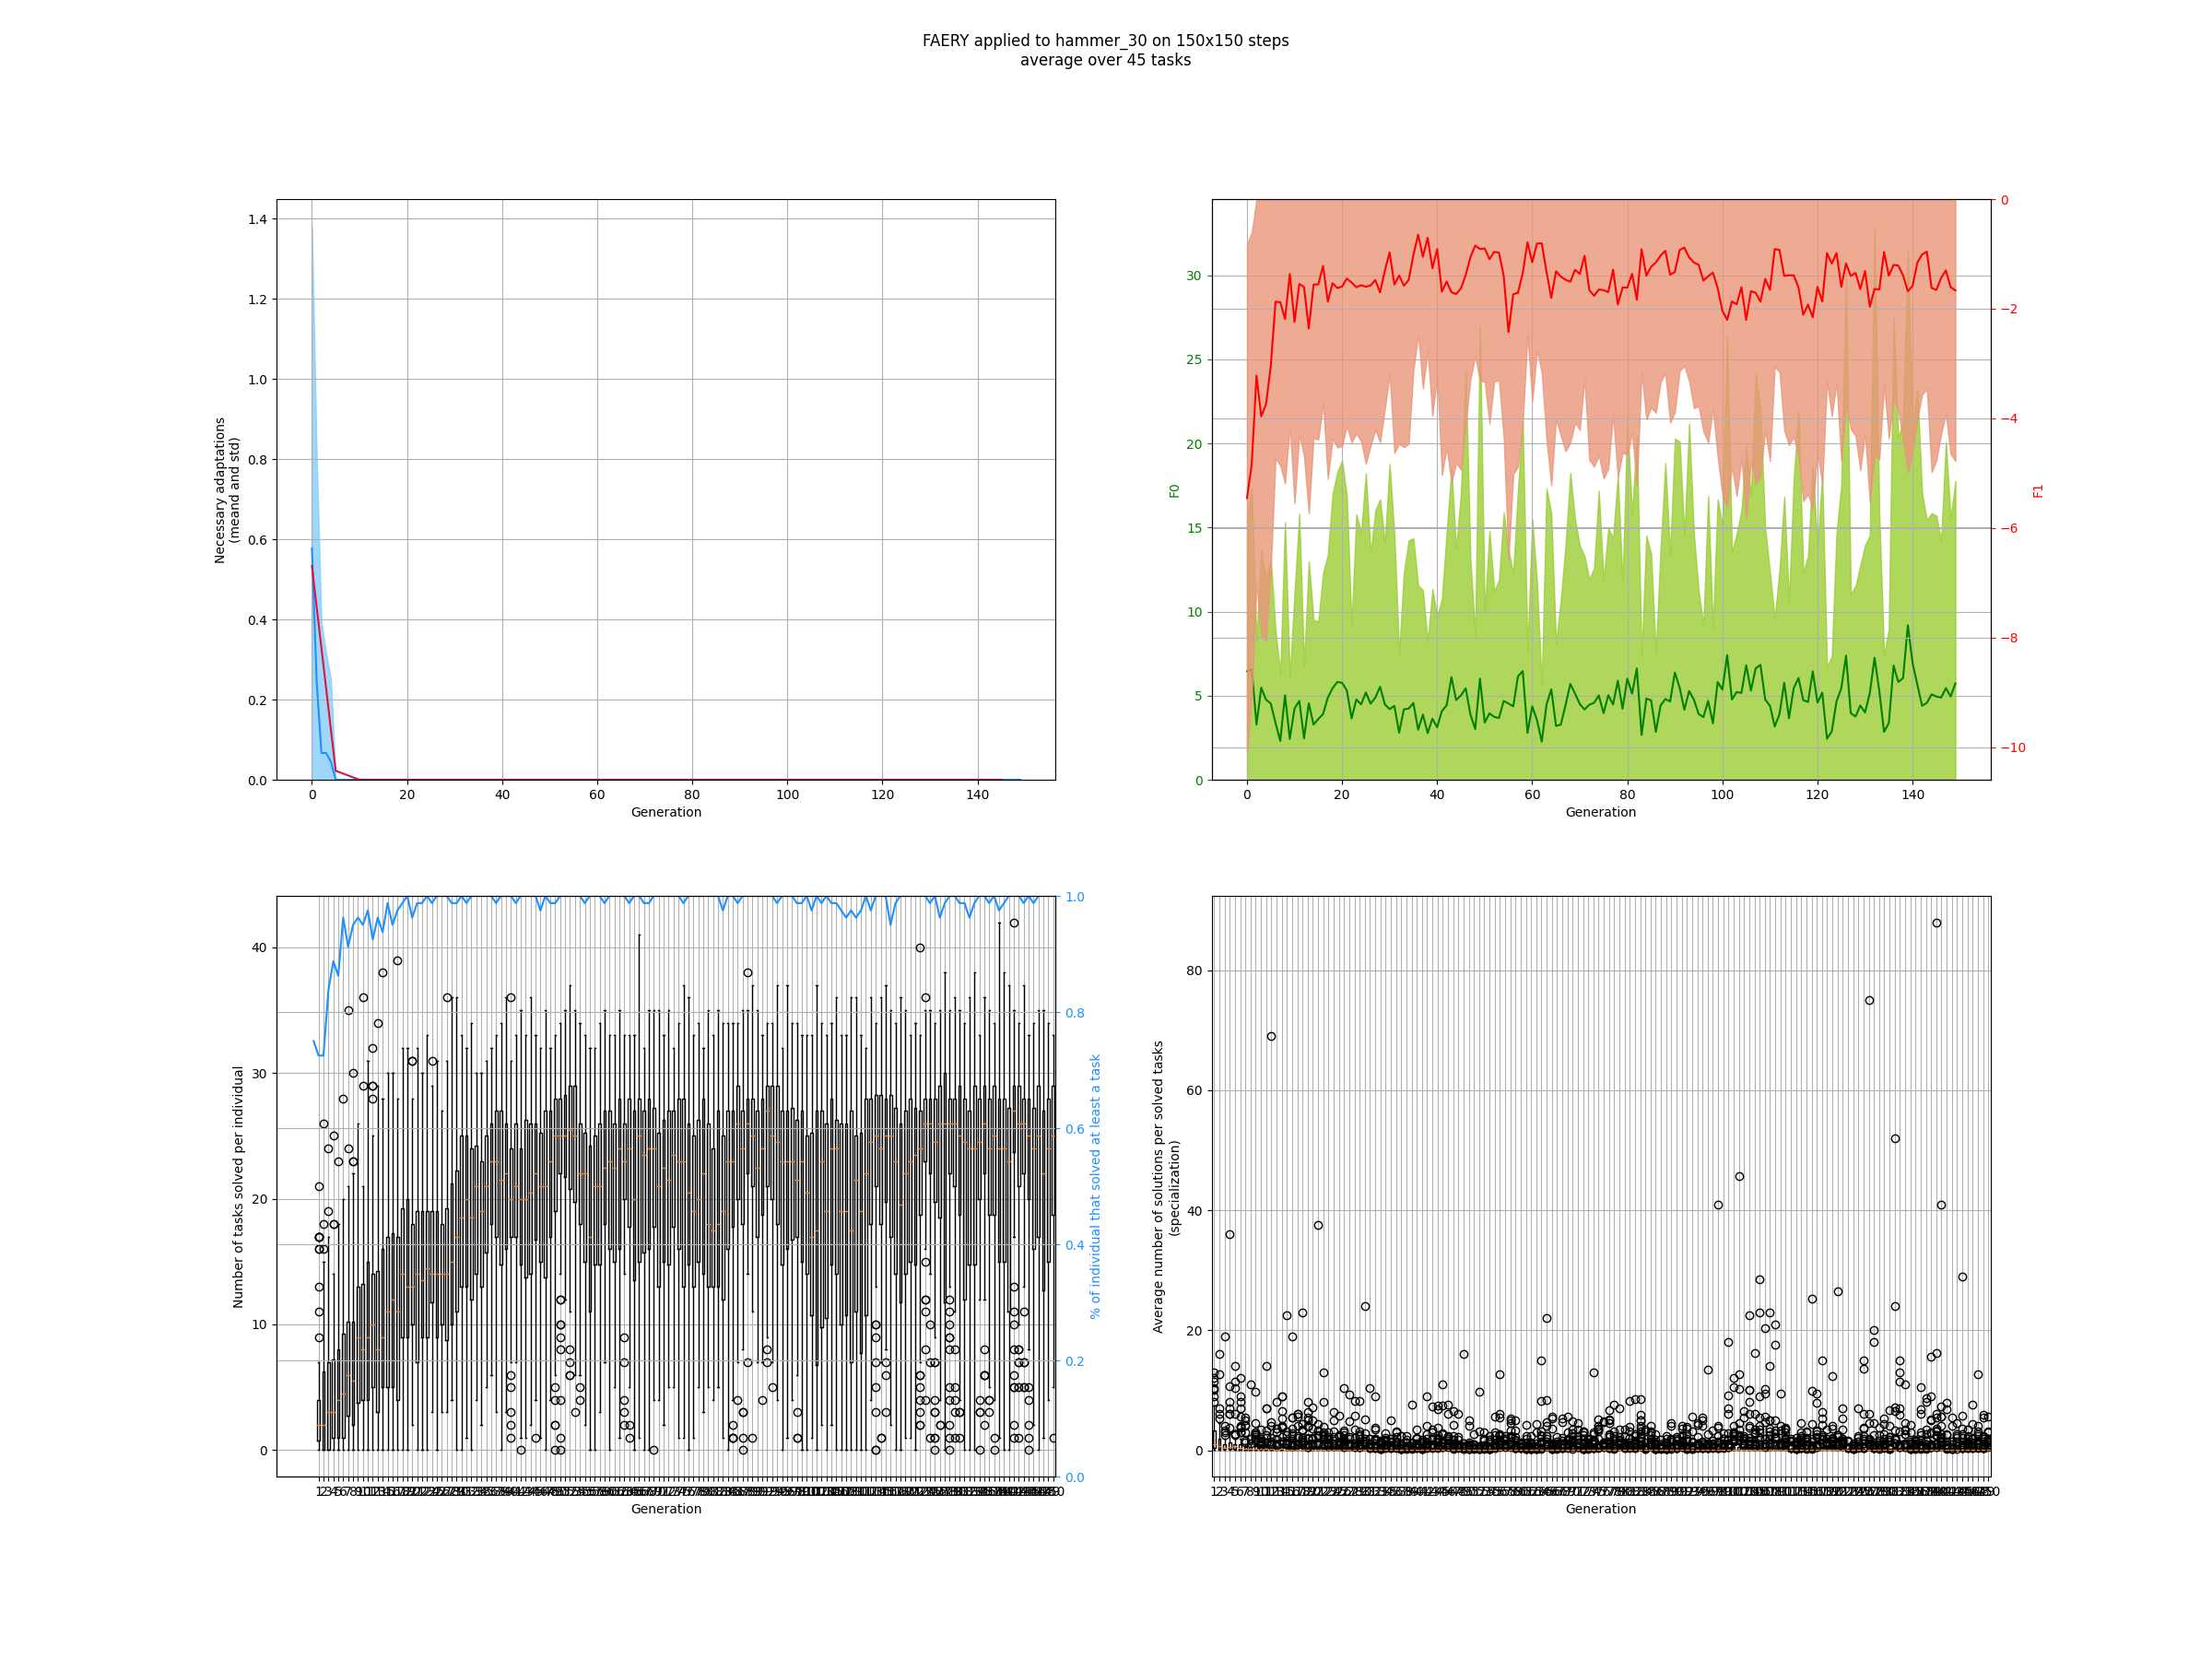 FAERY applied to hammer_30 on 150x150 steps
average over 45 tasks
Necessary adaptations
(meand and std)
1.4
1.2
1.0
0.8
0.6
0.4
0.2
0.0
0 20 40 60 80 100 120 140
Generation
F0
30
25
20
15
10
5
0
0
−2
−4
−6
−8
−10
F1
0 20 40 60 80 100 120 140
Generation
Number of tasks solved per individual
40
30
20
10
0
1.0
0.8
0.6
0.4
0.2
0.0
% of individual that solved at least a task
Generation
Average number of solutions per solved tasks
(specialization)
80
60
40
20
0
Generation